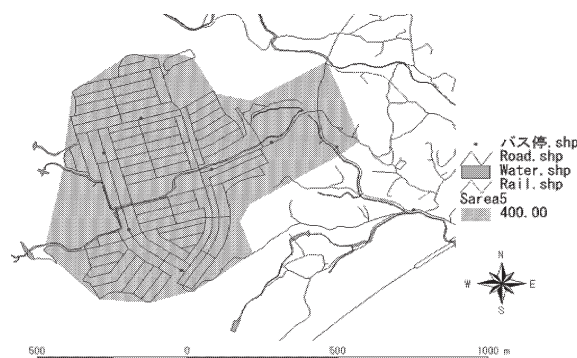 バス停.shp
Road.shp
Water.shp
Rail.shp
Sarea5
400.00
N
W E
S
500 0 500 1000 m